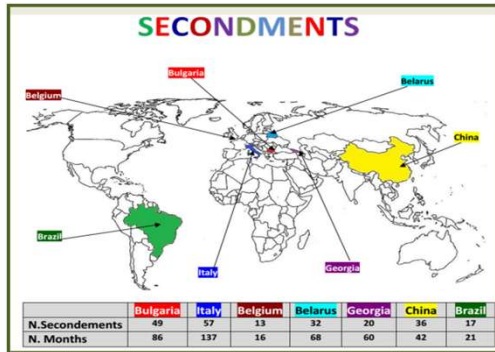 SECONDMENTS
Bulgaria
Belarus
Belgium
China
Brazil
Italy
Georgia
Bulgaria Italy Belgium Belarus Georgia China Brazil
N.Secondements 49 57 13 32 20 36 17
N. Months 86 137 16 68 60 42 21